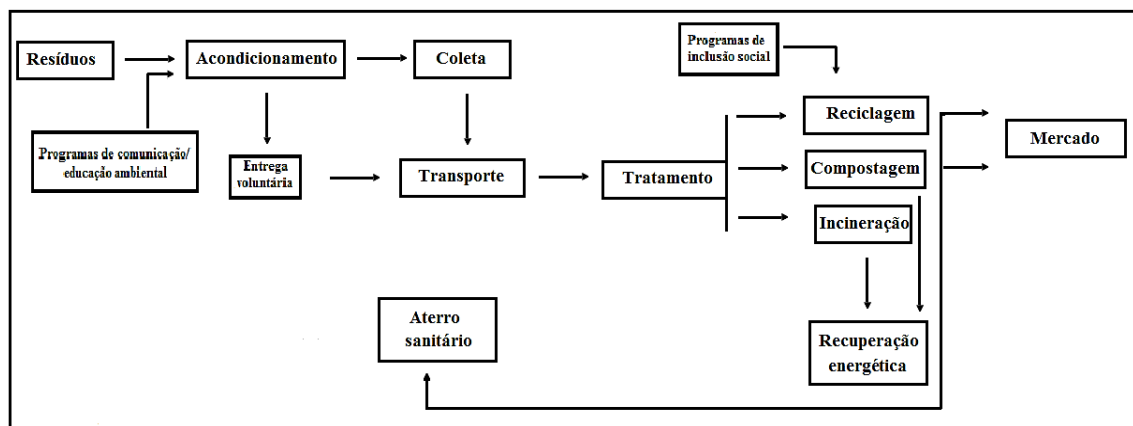 Resíduos
Acondicionamento
Coleta
Programas de
inclusão social
Reciclagem
Mercado
Programas de comunicação/
educação ambiental
Entrega
voluntária
Transporte
Tratamento
Compostagem
Incineração
Aterro
sanitário
Recuperação
energética